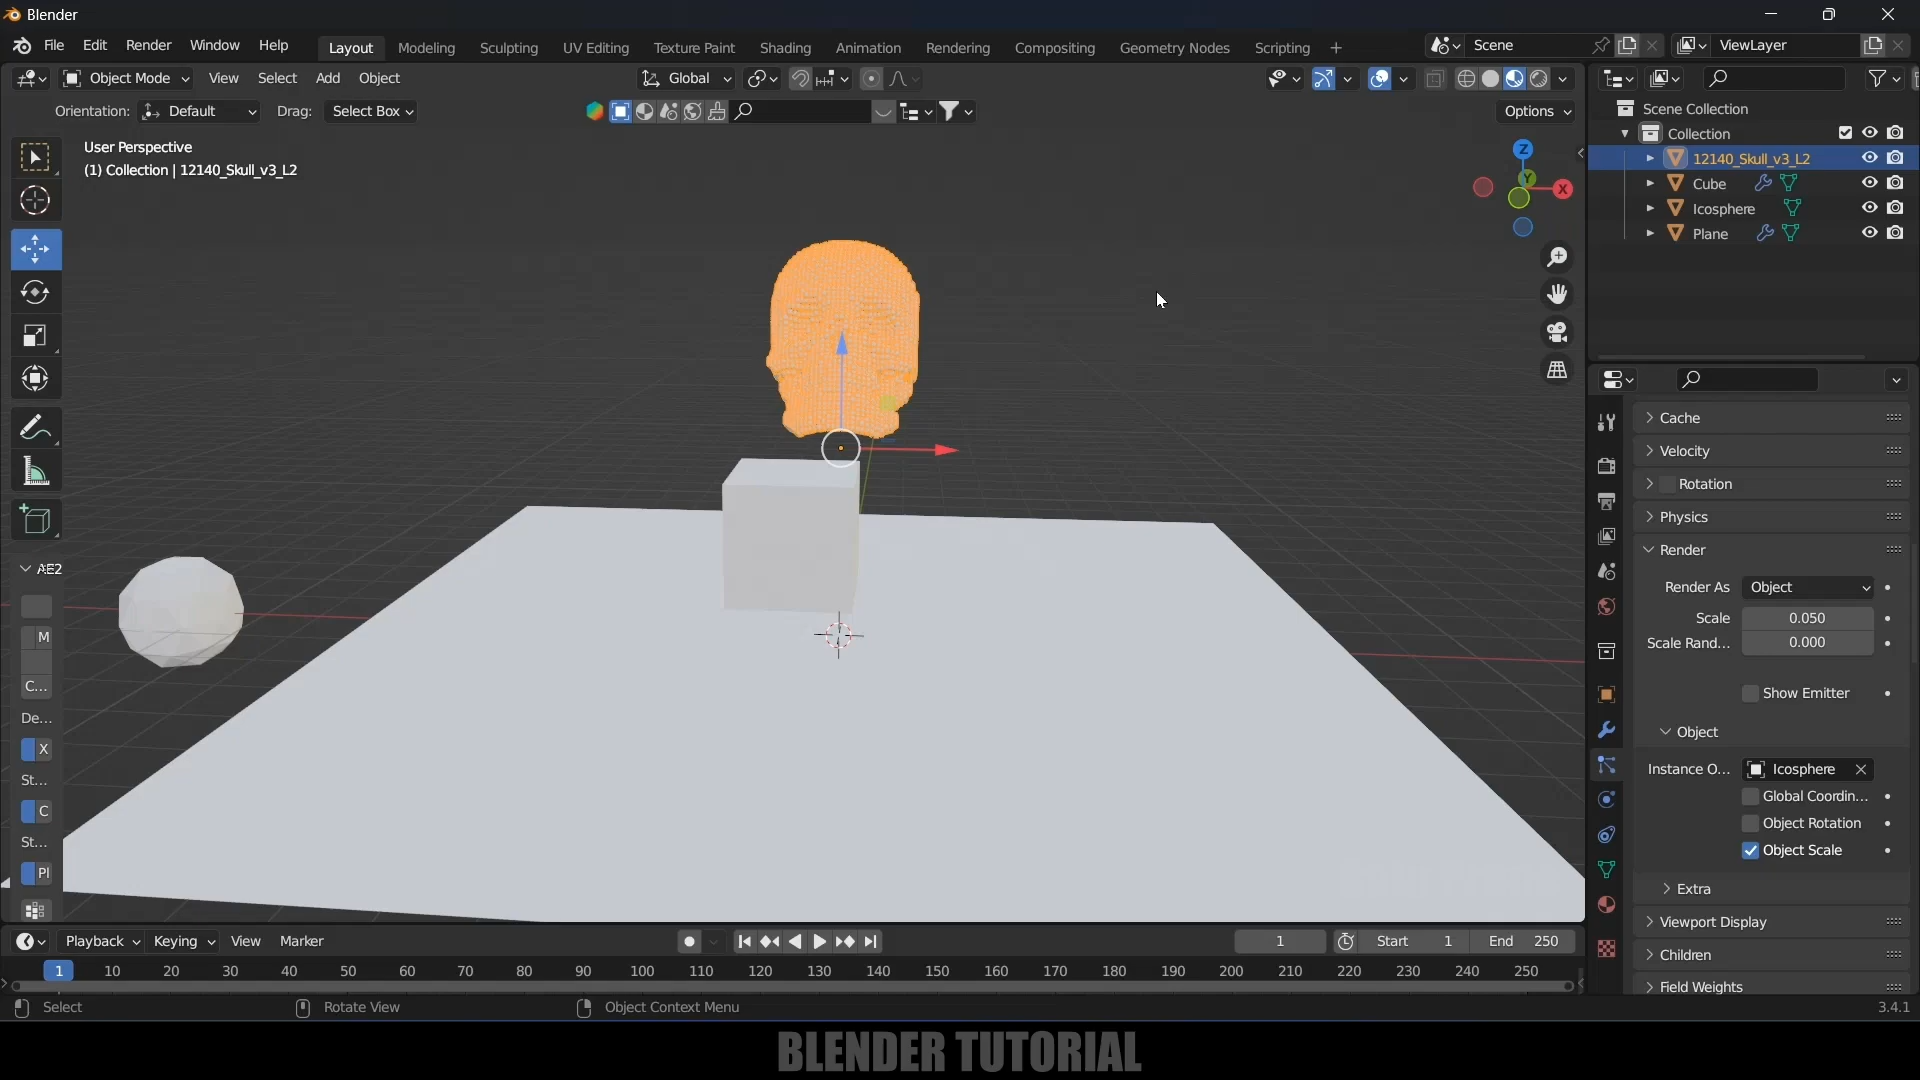 Blender
File Edit Render Window Help Layout Modeling Sculpting UV Editing Texture Paint Shading Animation Rendering Compositing Geometry Nodes Scripting + Scene ViewLayer
Object Mode View Select Add Object Global
Orientation: Default Drag: Select Box Options
User Perspective
(1) Collection | 12140_Skull_v3_L2
Z
Y
X
Scene Collection
Collection
12140_Skull_v3_L2
Cube
Icosphere
Plane
Cache
Velocity
Rotation
Physics
Render
Render As Object
Scale 0.050
Scale Rand... 0.000
Show Emitter
Object
Instance O... Icosphere
Global Coordin...
Object Rotation
Object Scale
Extra
Viewport Display
Children
Field Weights
M
C...
De...
X
St...
C
St...
Pl
Playback Keying View Marker 1 Start 1 End 250
1 10 20 30 40 50 60 70 80 90 100 110 120 130 140 150 160 170 180 190 200 210 220 230 240 250
Select Rotate View Object Context Menu 3.4.1
BLENDER TUTORIAL